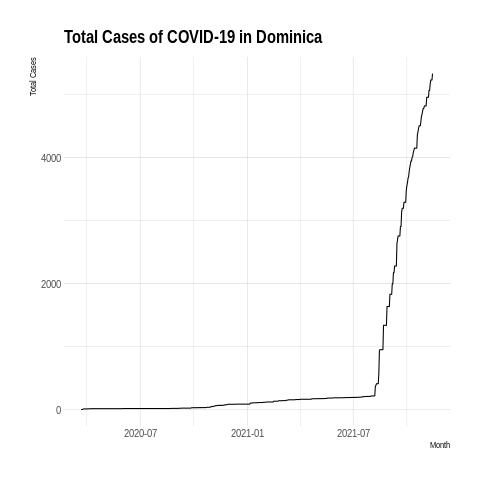 Total Cases of COVID-19 in Dominica
Total Cases
4000
2000
0
2020-07 2021-01 2021-07
Month